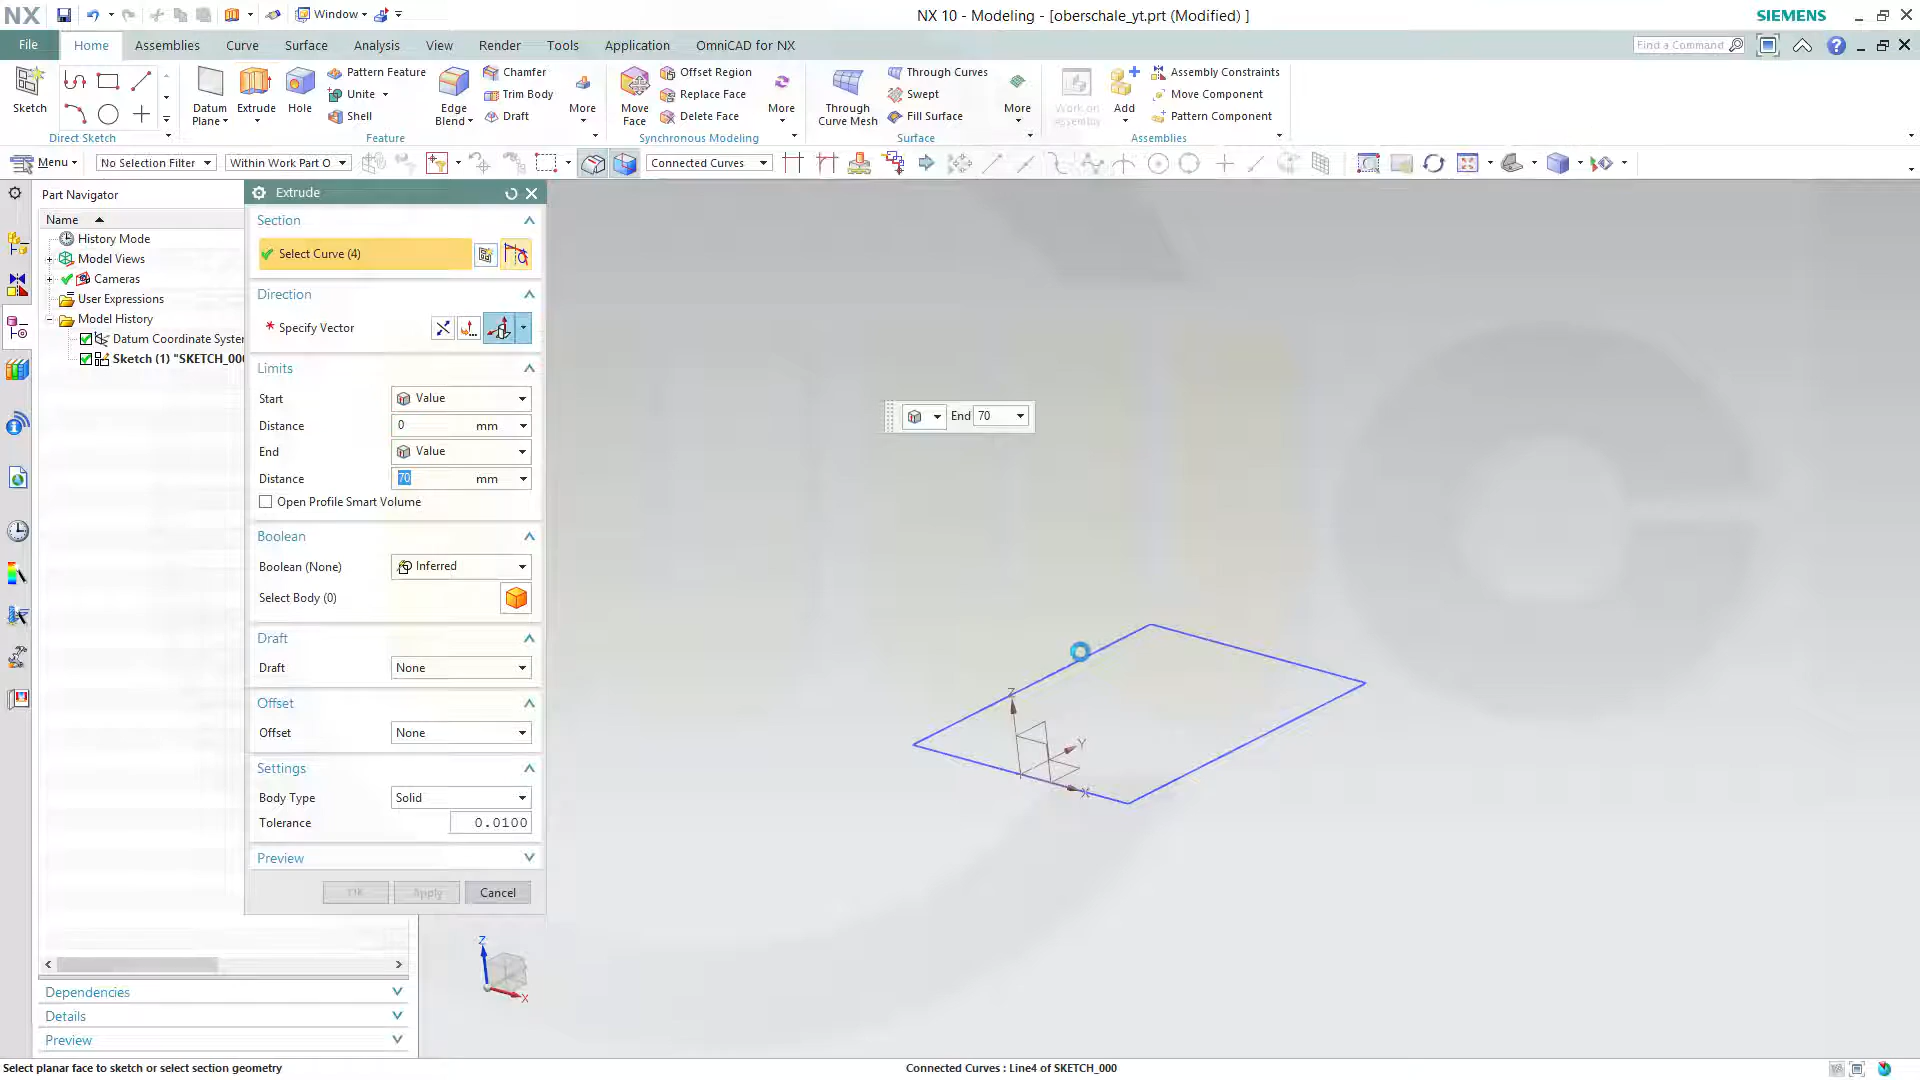 NX
Window
NX 10 - Modeling - [oberschale_yt.prt (Modified) ]
SIEMENS
File
Home
Assemblies
Curve
Surface
Analysis
View
Render
Tools
Application
OmniCAD for NX
Find a Command
Sketch
Direct Sketch
Datum Plane
Extrude
Hole
Pattern Feature
Unite
Shell
Edge Blend
Chamfer
Trim Body
Draft
More
Feature
Move Face
Offset Region
Replace Face
Delete Face
More
Synchronous Modeling
Through Curve Mesh
Through Curves
Swept
Fill Surface
More
Surface
Work on Assembly
Add
Assembly Constraints
Move Component
Pattern Component
Assemblies
Menu
No Selection Filter
Within Work Part O
Connected Curves
Part Navigator
Name
History Mode
Model Views
Cameras
User Expressions
Model History
Datum Coordinate Syster
Sketch (1) "SKETCH_000
Extrude
Section
Select Curve (4)
Direction
* Specify Vector
Limits
Start
Value
Distance
0 mm
End
Value
Distance
70 mm
Open Profile Smart Volume
Boolean
Boolean (None)
Inferred
Select Body (0)
Draft
Draft
None
Offset
Offset
None
Settings
Body Type
Solid
Tolerance
0.0100
Preview
OK
Apply
Cancel
End 70
Z
Y
X
Z
X
Dependencies
Details
Preview
Select planar face to sketch or select section geometry
Connected Curves : Line4 of SKETCH_000